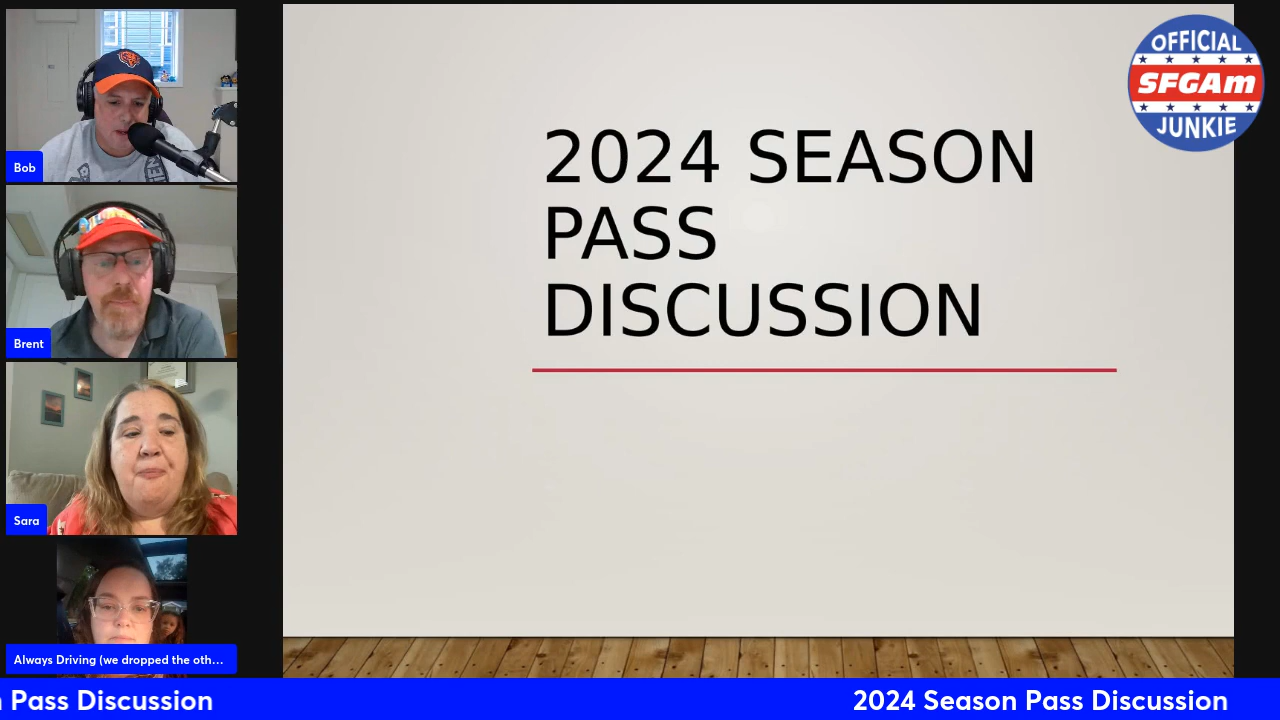 Bob
Brent
Sara
Always Driving (we dropped the oth...
2024 SEASON
PASS
DISCUSSION
OFFICIAL
SFGAm
JUNKIE
Pass Discussion
2024 Season Pass Discussion